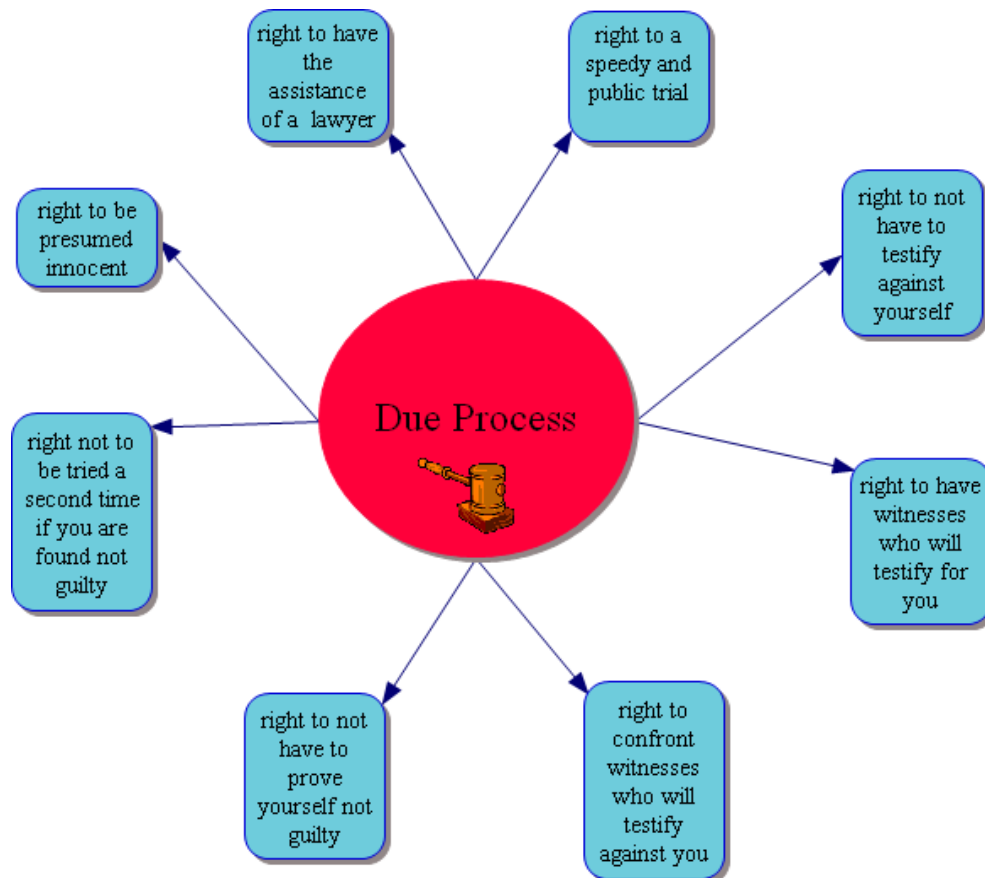 right to have
the
assistance
of a lawyer
right to a
speedy and
public trial
right to be
presumed
innocent
right to not
have to
testify
against
yourself
Due Process
right not to
be tried a
second time
if you are
found not
guilty
right to have
witnesses
who will
testify for
you
right to not
have to
prove
yourself not
guilty
right to
confront
witnesses
who will
testify
against you